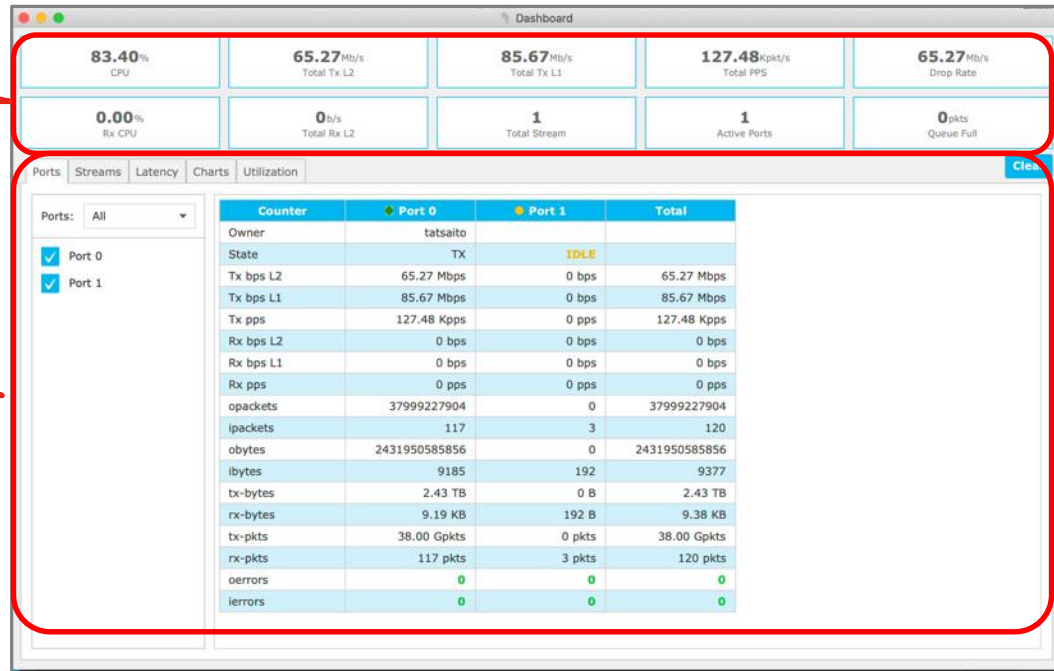 Dashboard
83.40% 65.27Mb/s 85.67Mb/s 127.48Kpkt/s 65.27Mb/s
CPU Total Tx L2 Total Tx L1 Total PPS Drop Rate
0.00% 0b/s 1 1 0pkts
Rx CPU Total Rx L2 Total Stream Active Ports Queue Full
Ports Streams Latency Charts Utilization Clea
Ports: All
Port 0
Port 1
Counter Port 0 Port 1 Total
Owner tatsaito
State TX IDLE
Tx bps L2 65.27 Mbps 0 bps 65.27 Mbps
Tx bps L1 85.67 Mbps 0 bps 85.67 Mbps
Tx pps 127.48 Kpps 0 pps 127.48 Kpps
Rx bps L2 0 bps 0 bps 0 bps
Rx bps L1 0 bps 0 bps 0 bps
Rx pps 0 pps 0 pps 0 pps
opackets 37999227904 0 37999227904
ipackets 117 3 120
obytes 2431950585856 0 2431950585856
ibytes 9185 192 9377
tx-bytes 2.43 TB 0 B 2.43 TB
rx-bytes 9.19 KB 192 B 9.38 KB
tx-pkts 38.00 Gpkts 0 pkts 38.00 Gpkts
rx-pkts 117 pkts 3 pkts 120 pkts
oerrors 0 0 0
ierrors 0 0 0